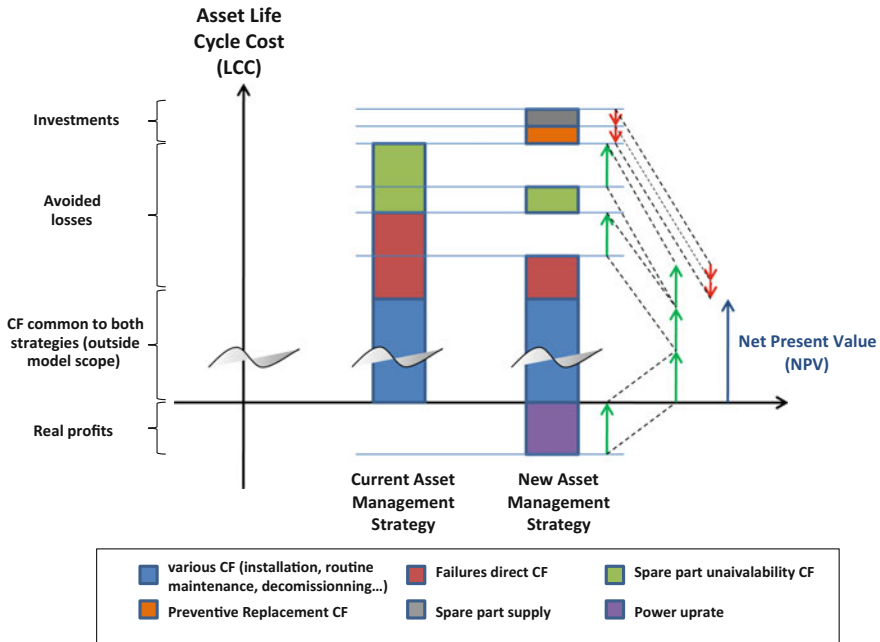 Asset Life
Cycle Cost
(LCC)
Investments
Avoided
losses
CF common to both
strategies (outside
model scope)
Real profits
Net Present Value
(NPV)
Current Asset
Management
Strategy
New Asset
Management
Strategy
various CF (installation, routine
maintenance, decomissionning...)
Failures direct CF
Spare part unaivalability CF
Preventive Replacement CF
Spare part supply
Power uprate